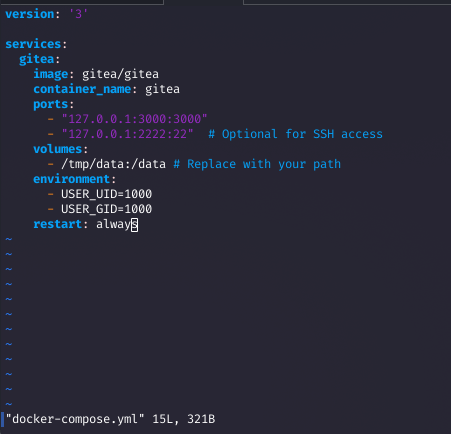 version: '3'

services:
  gitea:
    image: gitea/gitea
    container_name: gitea
    ports:
      - "127.0.0.1:3000:3000"
      - "127.0.0.1:2222:22"  # Optional for SSH access
    volumes:
      - /tmp/data:/data # Replace with your path
    environment:
      - USER_UID=1000
      - USER_GID=1000
    restart: always
~
~
~
~
~
~
~
~
~
~
~
~
"docker-compose.yml" 15L, 321B